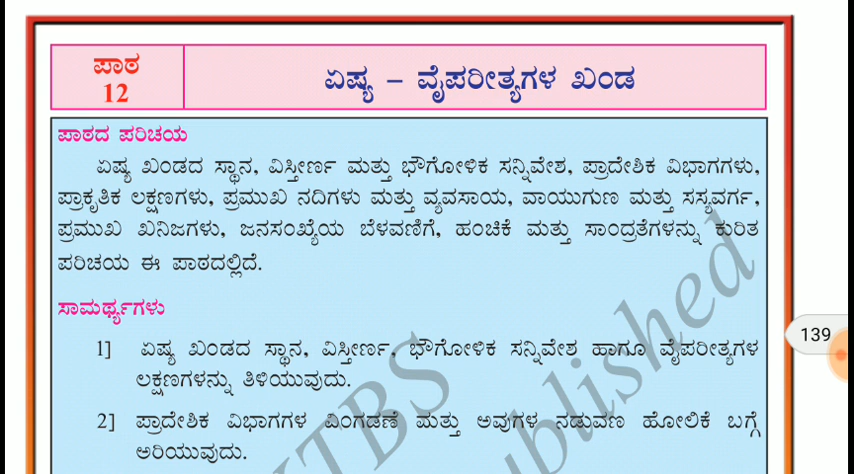 ಪಾಠ
12
ಏಷ್ಯ – ವೈಪರೀತ್ಯಗಳ ಖಂಡ
ಪಾಠದ ಪರಿಚಯ
ಏಷ್ಯ ಖಂಡದ ಸ್ಥಾನ, ವಿಸ್ತೀರ್ಣ ಮತ್ತು ಭೌಗೋಳಿಕ ಸನ್ನಿವೇಶ, ಪ್ರಾದೇಶಿಕ ವಿಭಾಗಗಳು,
ಪ್ರಾಕೃತಿಕ ಲಕ್ಷಣಗಳು, ಪ್ರಮುಖ ನದಿಗಳು ಮತ್ತು ವ್ಯವಸಾಯ, ವಾಯುಗುಣ ಮತ್ತು ಸಸ್ಯವರ್ಗ,
ಪ್ರಮುಖ ಖನಿಜಗಳು, ಜನಸಂಖ್ಯೆಯ ಬೆಳವಣಿಗೆ, ಹಂಚಿಕೆ ಮತ್ತು ಸಾಂದ್ರತೆಗಳನ್ನು ಕುರಿತ
ಪರಿಚಯ ಈ ಪಾಠದಲ್ಲಿದೆ.
ಸಾಮರ್ಥ್ಯಗಳು
1] ಏಷ್ಯ ಖಂಡದ ಸ್ಥಾನ, ವಿಸ್ತೀರ್ಣ, ಭೌಗೋಳಿಕ ಸನ್ನಿವೇಶ ಹಾಗೂ ವೈಪರೀತ್ಯಗಳ
ಲಕ್ಷಣಗಳನ್ನು ತಿಳಿಯುವುದು.
139
2] ಪ್ರಾದೇಶಿಕ ವಿಭಾಗಗಳ ವಿಂಗಡಣೆ ಮತ್ತು ಅವುಗಳ ನಡುವಣ ಹೋಲಿಕೆ ಬಗ್ಗೆ
ಅರಿಯುವುದು.
KTBS
published